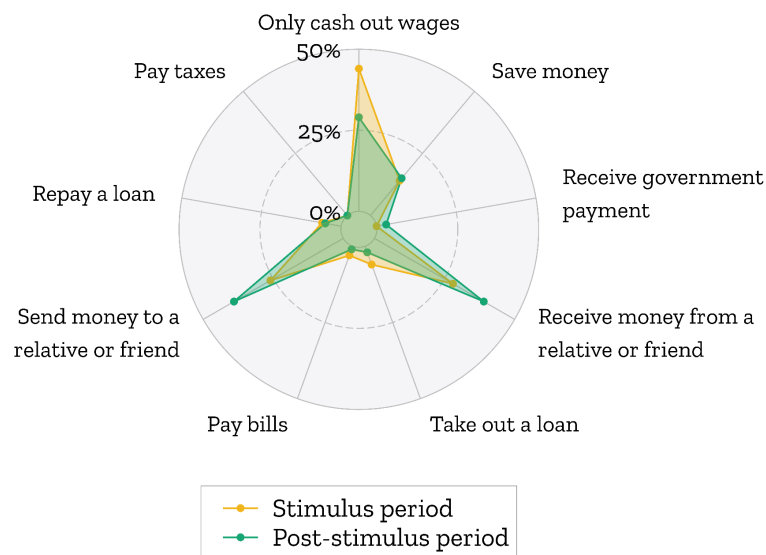 Only cash out wages
50%
Pay taxes
Save money
25%
Repay a loan
Receive government
payment
0%
Send money to a
relative or friend
Receive money from a
relative or friend
Pay bills
Take out a loan
Stimulus period
Post-stimulus period